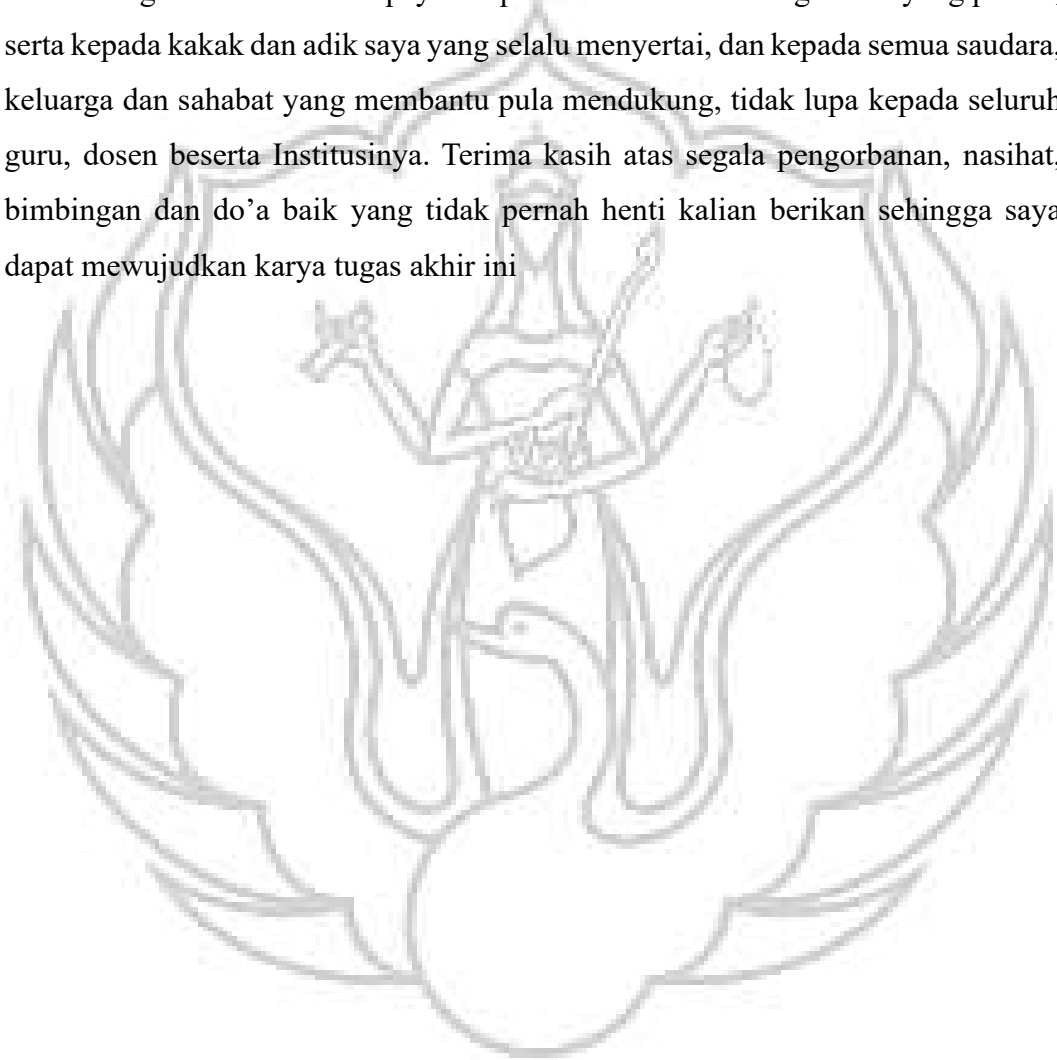 serta kepada kakak dan adik saya yang selalu menyertai, dan kepada semua saudara,
keluarga dan sahabat yang membantu pula mendukung, tidak lupa kepada seluruh
guru, dosen beserta Institusinya. Terima kasih atas segala pengorbanan, nasihat,
bimbingan dan do’a baik yang tidak pernah henti kalian berikan sehingga saya
dapat mewujudkan karya tugas akhir ini